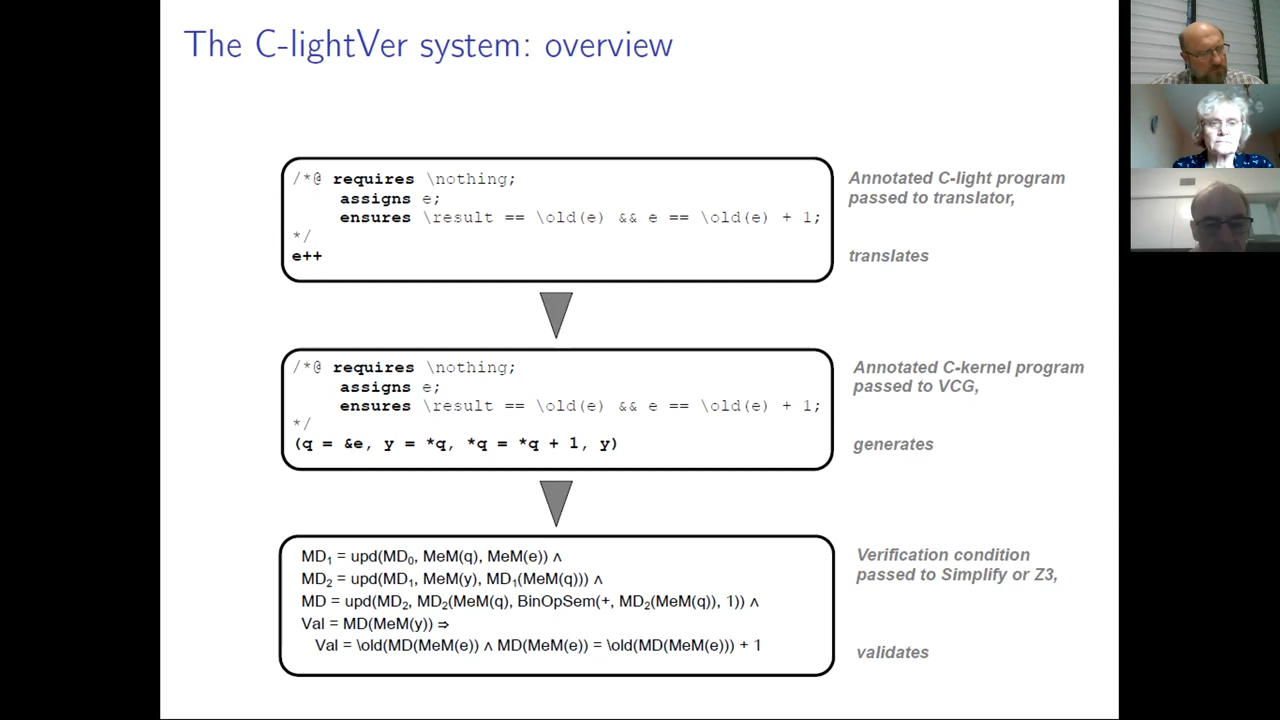 The C-lightVer system: overview
/*@ requires \nothing;
assigns e;
ensures \result == \old(e) && e == \old(e) + 1;
*/
e++
Annotated C-light program
passed to translator,
translates
/*@ requires \nothing;
assigns e;
ensures \result == \old(e) && e == \old(e) + 1;
*/
(q = &e, y = *q, *q = *q + 1, y)
Annotated C-kernel program
passed to VCG,
generates
MD₁ = upd(MD₀, MeM(q), MeM(e)) ∧
MD₂ = upd(MD₁, MeM(y), MD₁(MeM(q))) ∧
MD = upd(MD₂, MD₂(MeM(q), BinOpSem(+, MD₂(MeM(q)), 1)) ∧
Val = MD(MeM(y)) ⇒
Val = \old(MD(MeM(e)) ∧ MD(MeM(e)) = \old(MD(MeM(e))) + 1
Verification condition
passed to Simplify or Z3,
validates